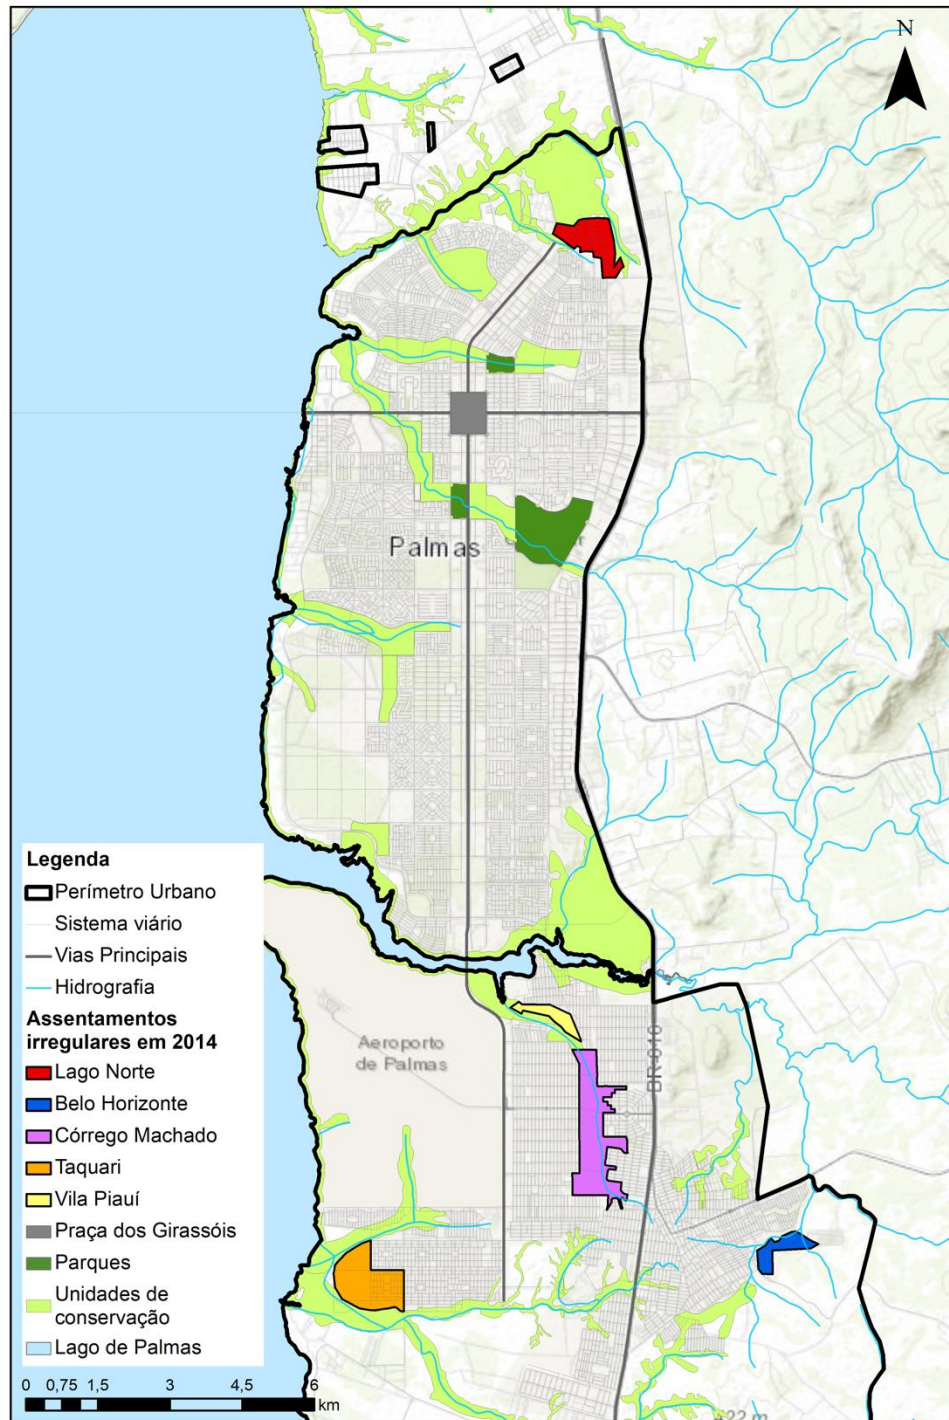 N
Palmas
Legenda
Perímetro Urbano
Sistema viário
Vias Principais
Hidrografia
Assentamentos
irregulares em 2014
Lago Norte
Belo Horizonte
Córrego Machado
Taquari
Vila Piauí
Praça dos Girassóis
Parques
Unidades de
conservação
Lago de Palmas
0 0,75 1,5 3 4,5 6
km
Aeroporto
de Palmas
BR-010